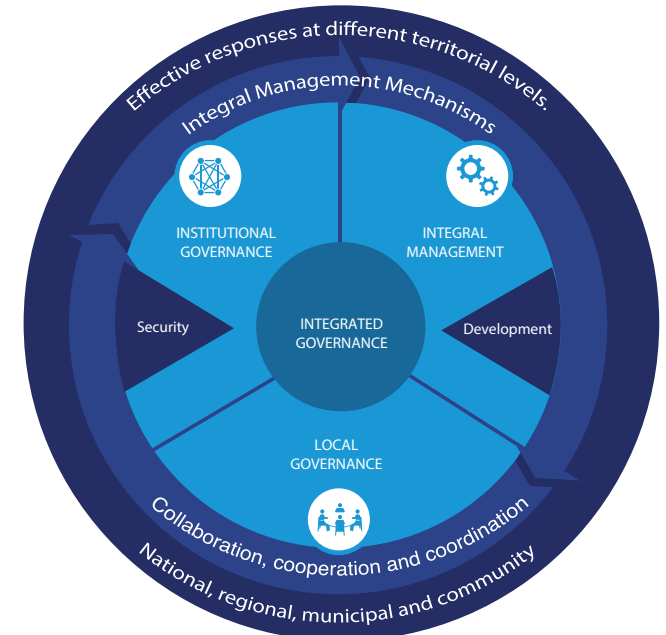 Effective responses at different territorial levels.
Integral Management Mechanisms
INSTITUTIONAL
GOVERNANCE
INTEGRAL
MANAGEMENT
Security
INTEGRATED
GOVERNANCE
Development
LOCAL
GOVERNANCE
Collaboration, cooperation and coordination
National, regional, municipal and community